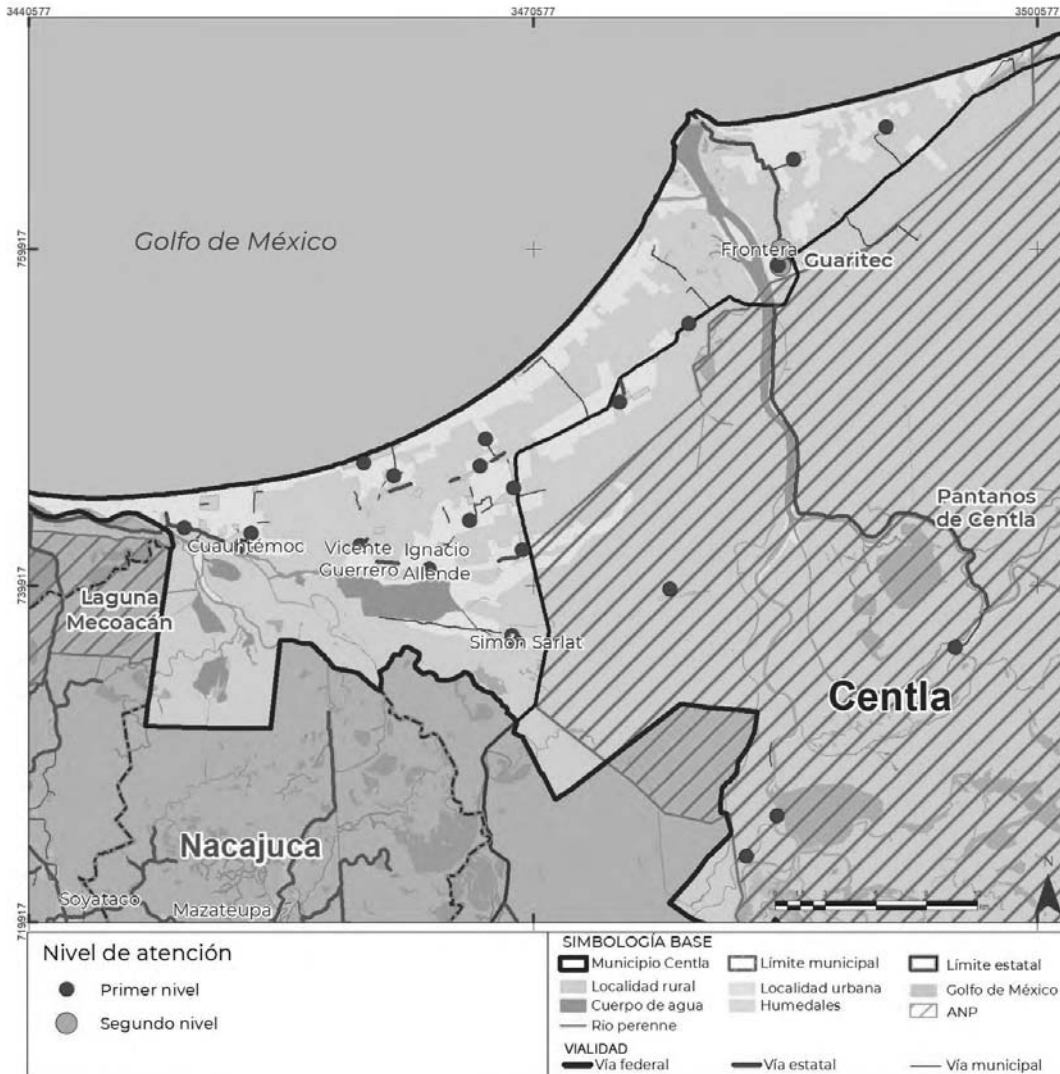 3440577
3470577
3500577
759917
739917
719917
Golfo de México
Frontera
Guaritec
Pantanos
de Centla
Cuauhtémoc
Vicente
Guerrero
Ignacio
Allende
Laguna
Mecoacán
Simón Sarlat
Centla
Nacajuca
Soyataco
Mazateupa
N
Nivel de atención
Primer nivel
Segundo nivel
SIMBOLOGÍA BASE
Municipio Centla
Límite municipal
Límite estatal
Localidad rural
Localidad urbana
Golfo de México
Cuerpo de agua
Humedales
ANP
Río perenne
VIALIDAD
Vía federal
Vía estatal
Vía municipal